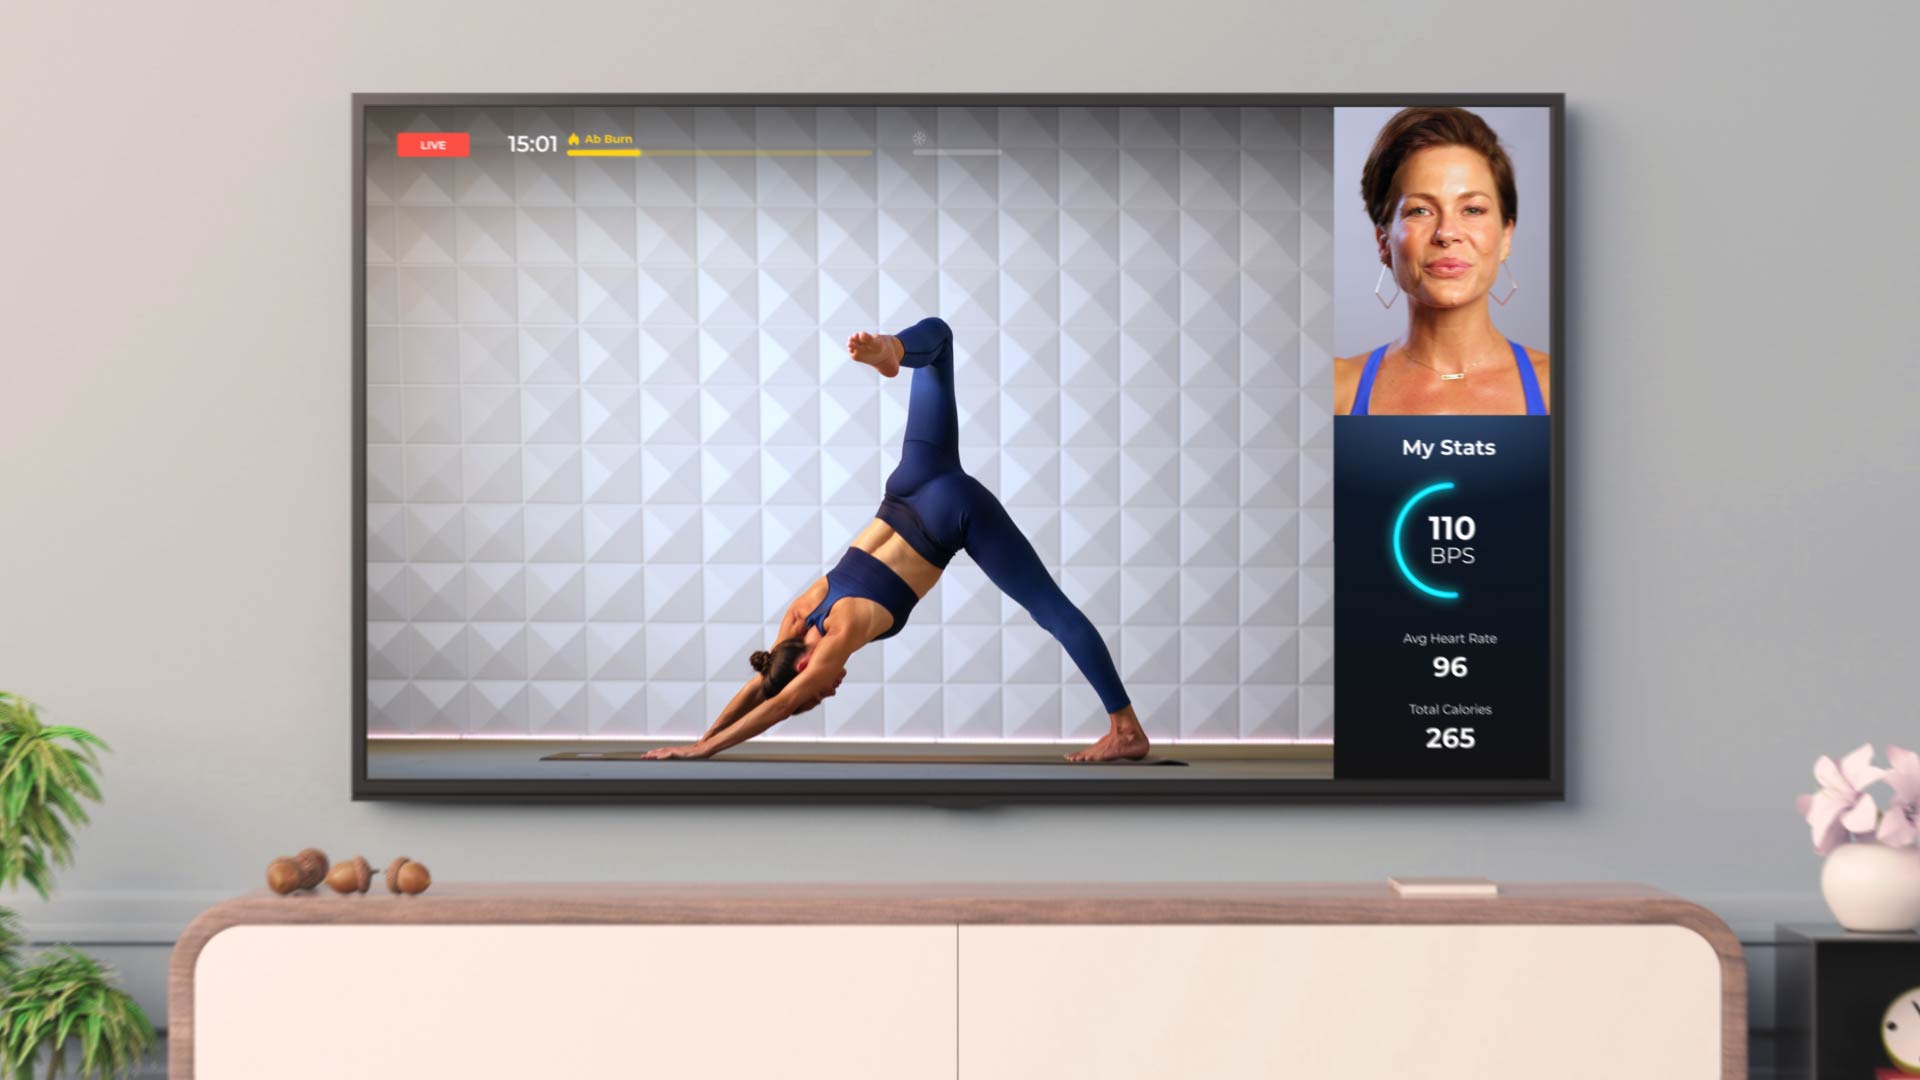 LIVE
15:01
Ab Burn
My Stats
110
BPS
Avg Heart Rate
96
Total Calories
265